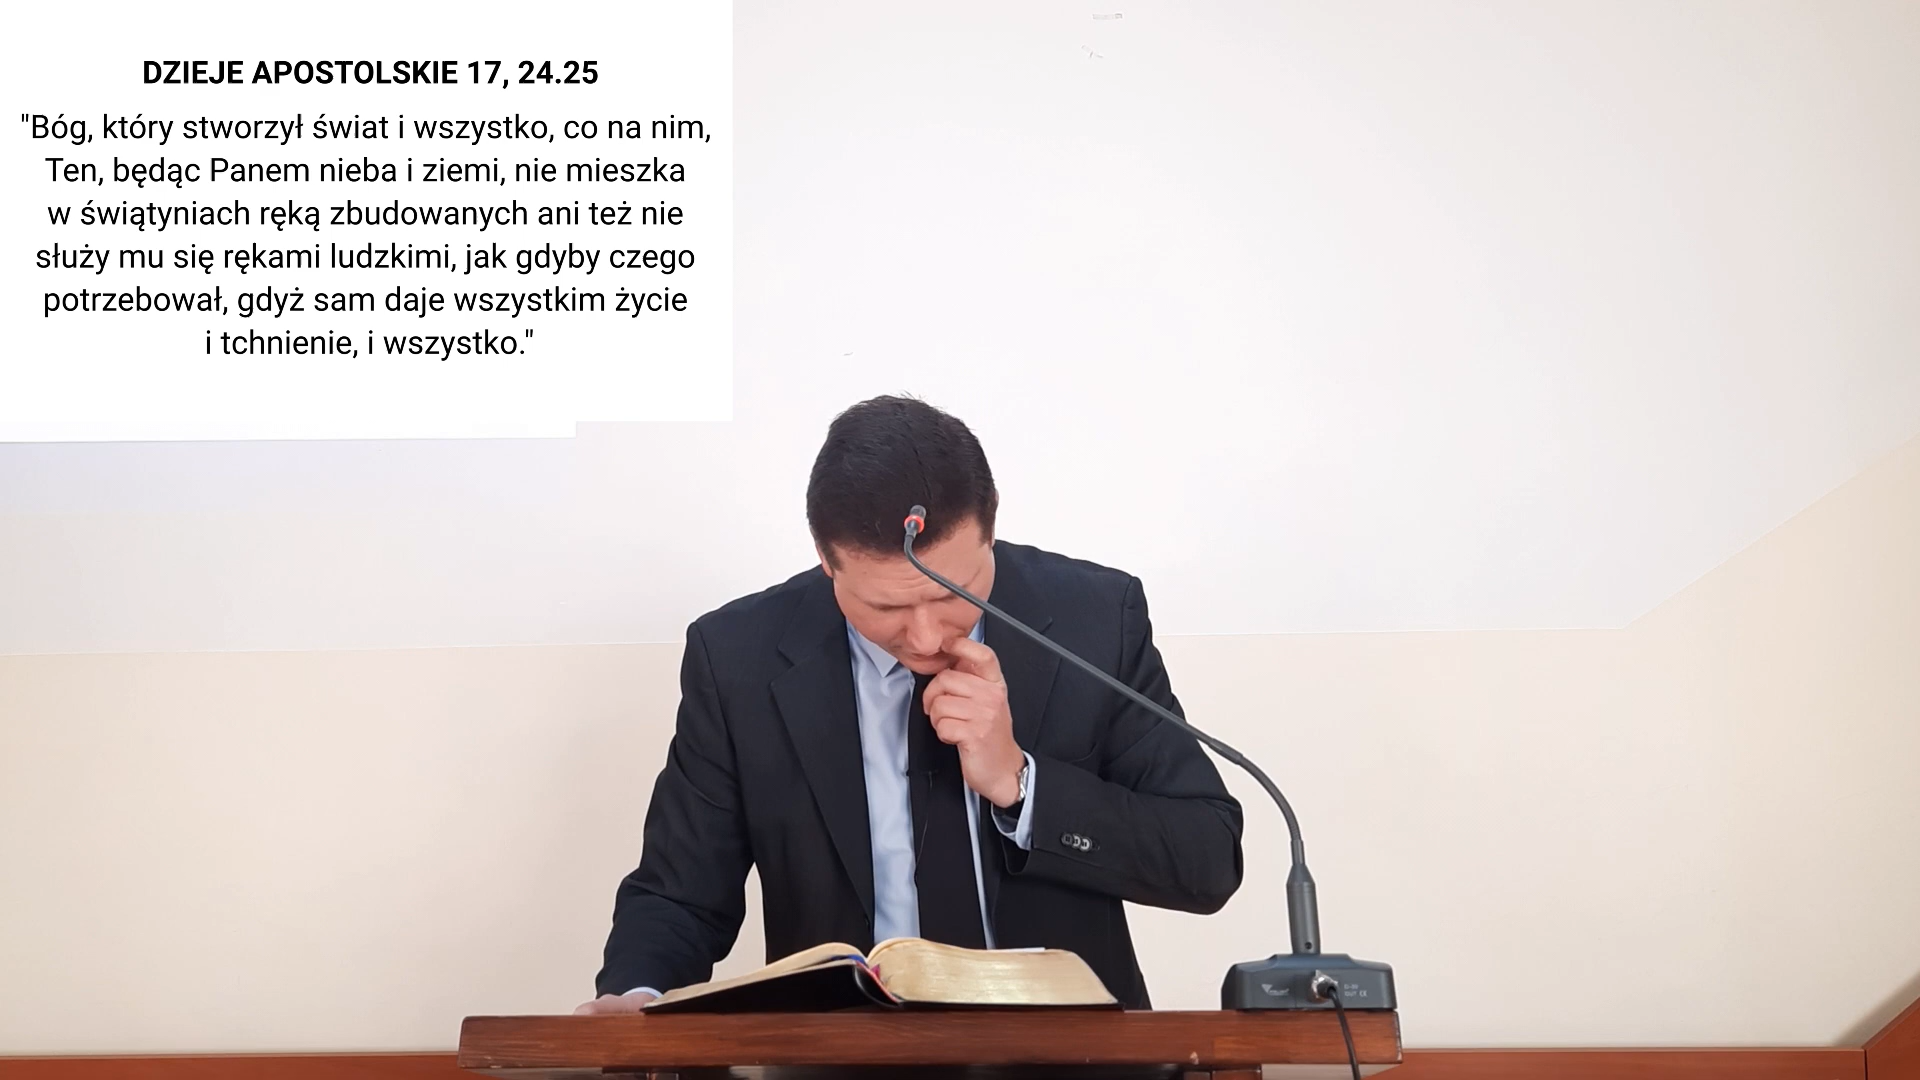 DZIEJE APOSTOLSKIE 17, 24.25
"Bóg, który stworzył świat i wszystko, co na nim,
Ten, będąc Panem nieba i ziemi, nie mieszka
w świątyniach ręką zbudowanych ani też nie
służy mu się rękami ludzkimi, jak gdyby czego
potrzebował, gdyż sam daje wszystkim życie
i tchnienie, i wszystko."